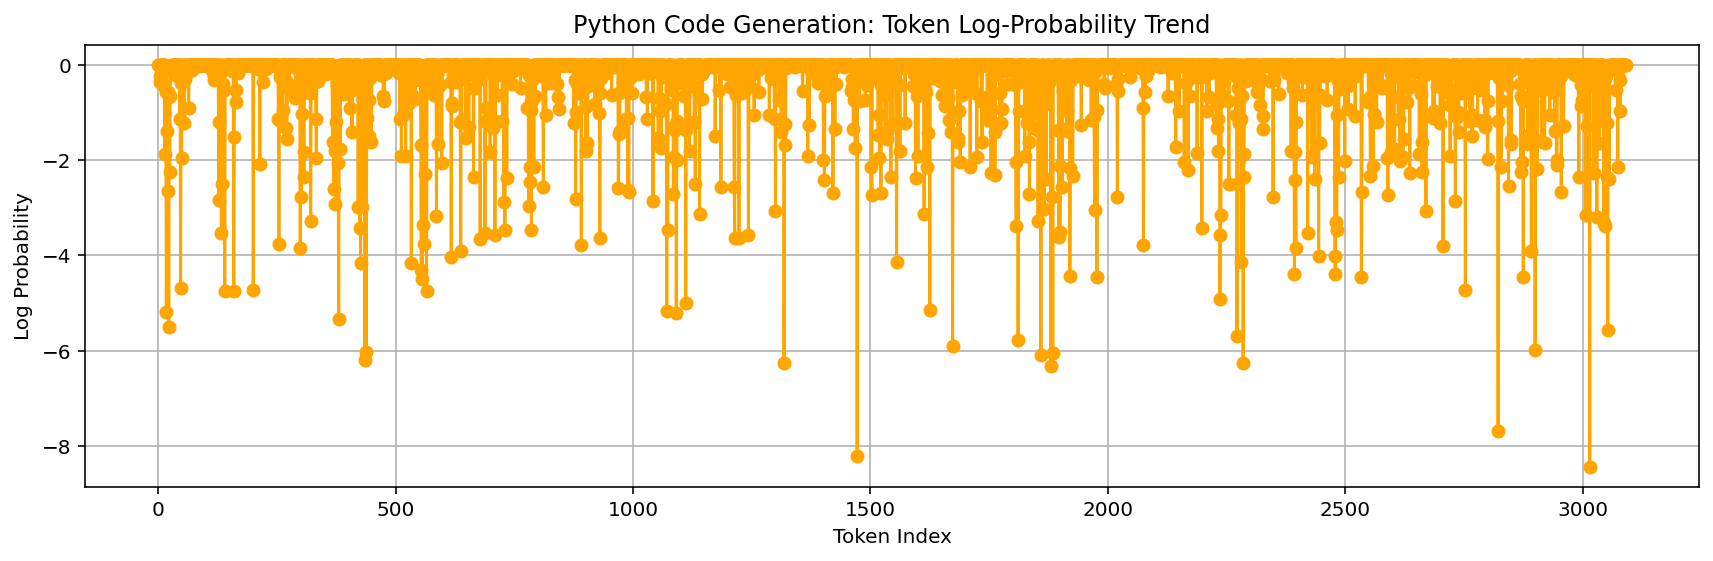 Python Code Generation: Token Log-Probability Trend
0
−2
−4
−6
−8
Log Probability
0 500 1000 1500 2000 2500 3000
Token Index